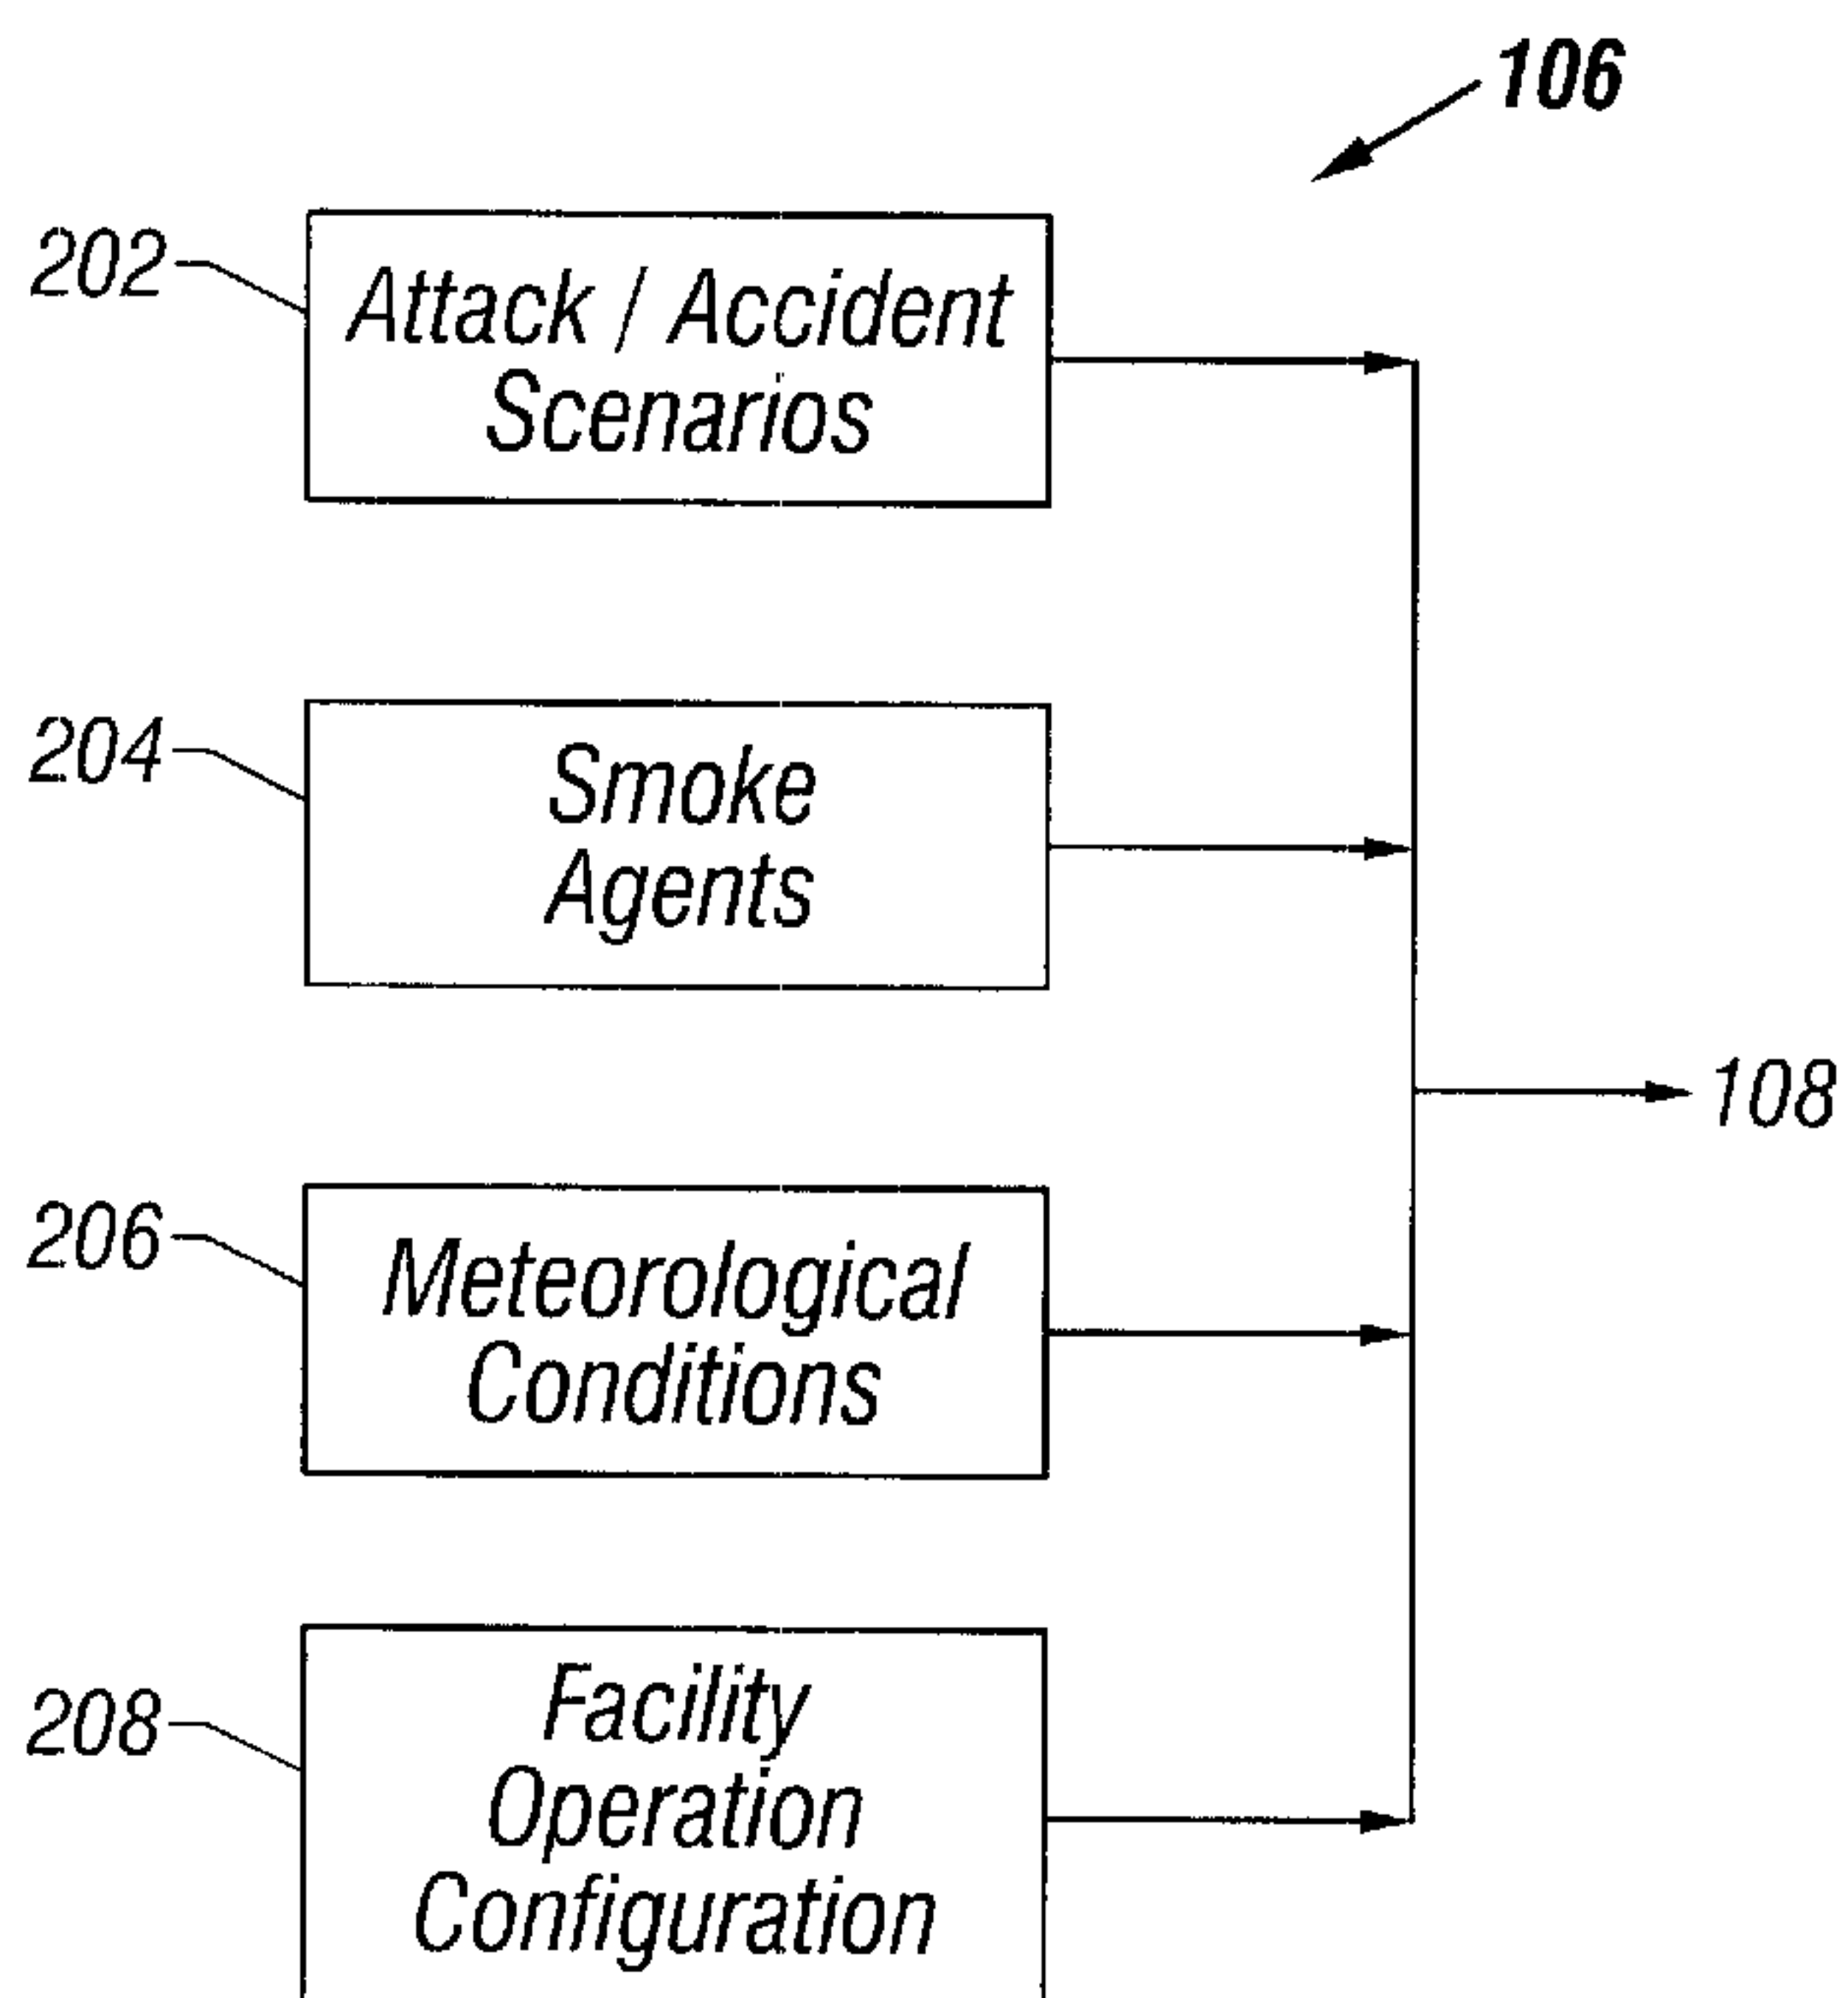 106
202
Attack / Accident
Scenarios
204
Smoke
Agents
108
206
Meteorological
Conditions
208
Facility
Operation
Configuration